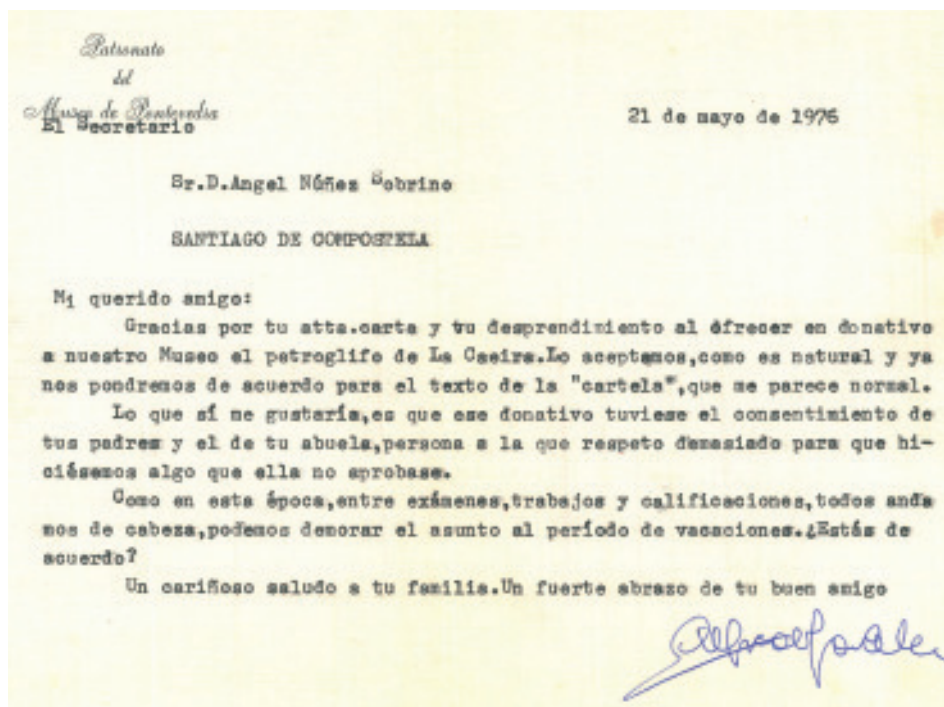 Patronato
del
Museo de Pontevedra
El Secretario
21 de mayo de 1976
Sr.D.Angel Núñez Sobrino
SANTIAGO DE COMPOSTELA
Mi querido amigo:
Gracias por tu atta.carta y tu desprendimiento al ofrecer en donativo
a nuestro Museo el petroglifo de La Caeira.Lo aceptamos,como es natural y ya
nos pondremos de acuerdo para el texto de la "cartela",que me parece normal.
Lo que sí me gustaría,es que ese donativo tuviese el consentimiento de
tus padres y el de tu abuela,persona a la que respeto demasiado para que hi-
ciésemos algo que ella no aprobase.
Como en esta época,entre exámenes,trabajos y calificaciones,todos anda
mos de cabeza,podemos demorar el asunto al período de vacaciones.¿Estás de
acuerdo?
Un cariñoso saludo a tu familia.Un fuerte abrazo de tu buen amigo